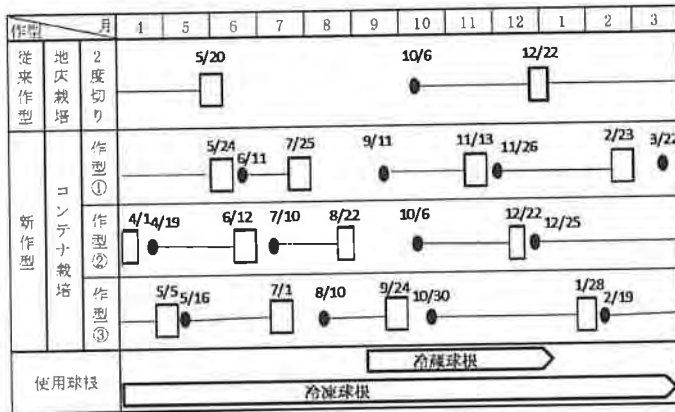 作型 月 4 5 6 7 8 9 10 11 12 1 2 3
従来作型 地床栽培 2度切り 5/20 10/6 12/22
新作型 コンテナ栽培
作型① 5/24 6/11 7/25 9/11 11/13 11/26 2/23 3/22
作型② 4/1 4/19 6/12 7/10 8/22 10/6 12/22 12/25
作型③ 5/5 5/16 7/1 8/10 9/24 10/30 1/28 2/19
使用球根 冷蔵球根
冷凍球根